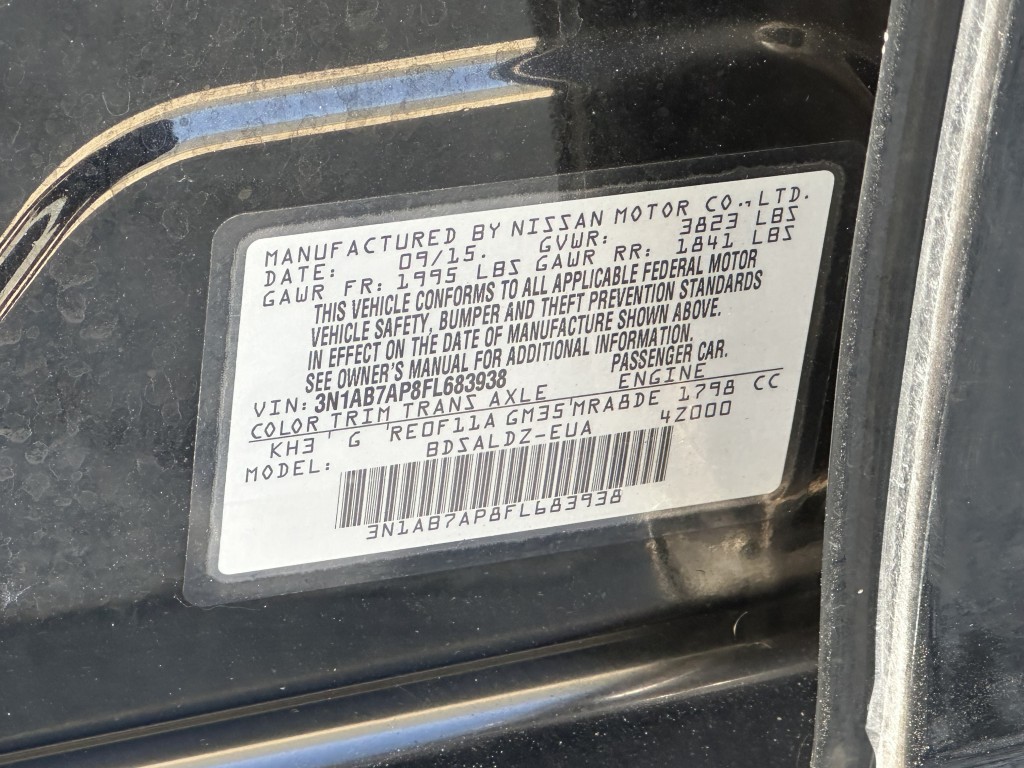 MANUFACTURED BY NISSAN MOTOR CO.,LTD.
DATE: 09/15. GVWR: 3823 LBS
GAWR FR: 1995 LBS GAWR RR: 1841 LBS
THIS VEHICLE CONFORMS TO ALL APPLICABLE FEDERAL MOTOR
VEHICLE SAFETY, BUMPER AND THEFT PREVENTION STANDARDS
IN EFFECT ON THE DATE OF MANUFACTURE SHOWN ABOVE.
SEE OWNER'S MANUAL FOR ADDITIONAL INFORMATION.
VIN: 3N1AB7AP8FL683938 PASSENGER CAR.
COLOR TRIM TRANS AXLE ENGINE
KH3 G RE0F11A GM35 MRA8DE 1798 CC
MODEL: BDSALDZ-EUA 4Z000
3N1AB7AP8FL683938